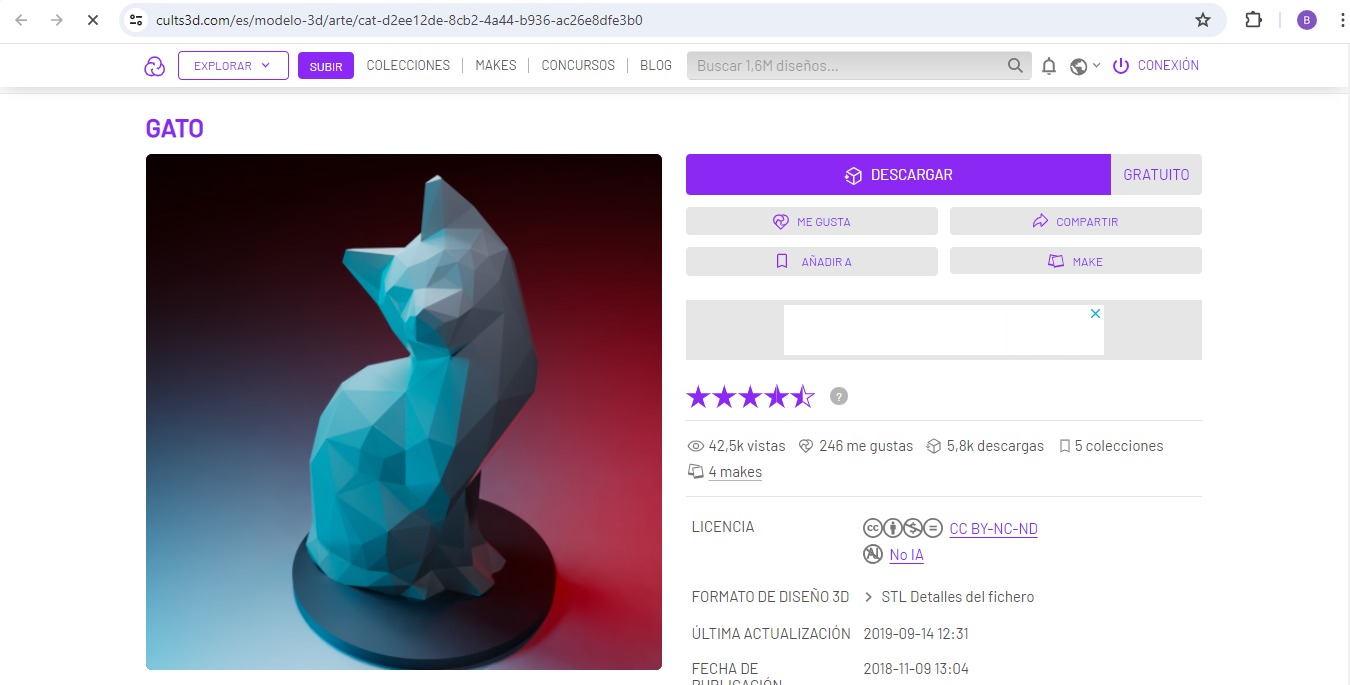 cults3d.com/es/modelo-3d/arte/cat-d2ee12de-8cb2-4a44-b936-ac26e8dfe3b0
B
EXPLORAR SUBIR COLECCIONES MAKES CONCURSOS BLOG Buscar 1,6M diseños... CONEXIÓN
GATO
DESCARGAR GRATUITO
ME GUSTA COMPARTIR
AÑADIR A MAKE
?
42,5k vistas 246 me gustas 5,8k descargas 5 colecciones
4 makes
LICENCIA CC BY-NC-ND
No IA
FORMATO DE DISEÑO 3D STL Detalles del fichero
ÚLTIMA ACTUALIZACIÓN 2019-09-14 12:31
FECHA DE 2018-11-09 13:04
PUBLICACIÓN